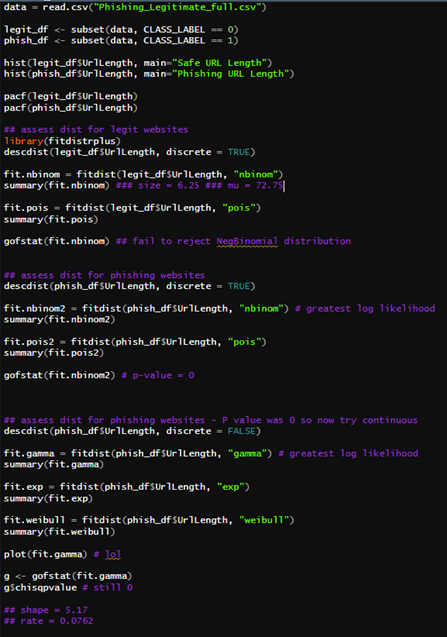 data = read.csv("Phishing_Legitimate_full.csv")
legit_df <- subset(data, CLASS_LABEL == 0)
phish_df <- subset(data, CLASS_LABEL == 1)
hist(legit_df$UrlLength, main="Safe URL Length")
hist(phish_df$UrlLength, main="Phishing URL Length")
pacf(legit_df$UrlLength)
pacf(phish_df$UrlLength)
## assess dist for legit websites
library(fitdistrplus)
descdist(legit_df$UrlLength, discrete = TRUE)
fit.nbinom = fitdist(legit_df$UrlLength, "nbinom")
summary(fit.nbinom) ### size = 6.25 ### mu = 72.75
fit.pois = fitdist(legit_df$UrlLength, "pois")
summary(fit.pois)
gofstat(fit.nbinom) ## fail to reject NegBinomial distribution
## assess dist for phishing websites
descdist(phish_df$UrlLength, discrete = TRUE)
fit.nbinom2 = fitdist(phish_df$UrlLength, "nbinom") # greatest log likelihood
summary(fit.nbinom2)
fit.pois2 = fitdist(phish_df$UrlLength, "pois")
summary(fit.pois2)
gofstat(fit.nbinom2) # p-value = 0
## assess dist for phishing websites - P value was 0 so now try continuous
descdist(phish_df$UrlLength, discrete = FALSE)
fit.gamma = fitdist(phish_df$UrlLength, "gamma") # greatest log likelihood
summary(fit.gamma)
fit.exp = fitdist(phish_df$UrlLength, "exp")
summary(fit.exp)
fit.weibull = fitdist(phish_df$UrlLength, "weibull")
summary(fit.weibull)
plot(fit.gamma) # lol
g <- gofstat(fit.gamma)
g$chisqpvalue # still 0
## shape = 5.17
## rate = 0.0762